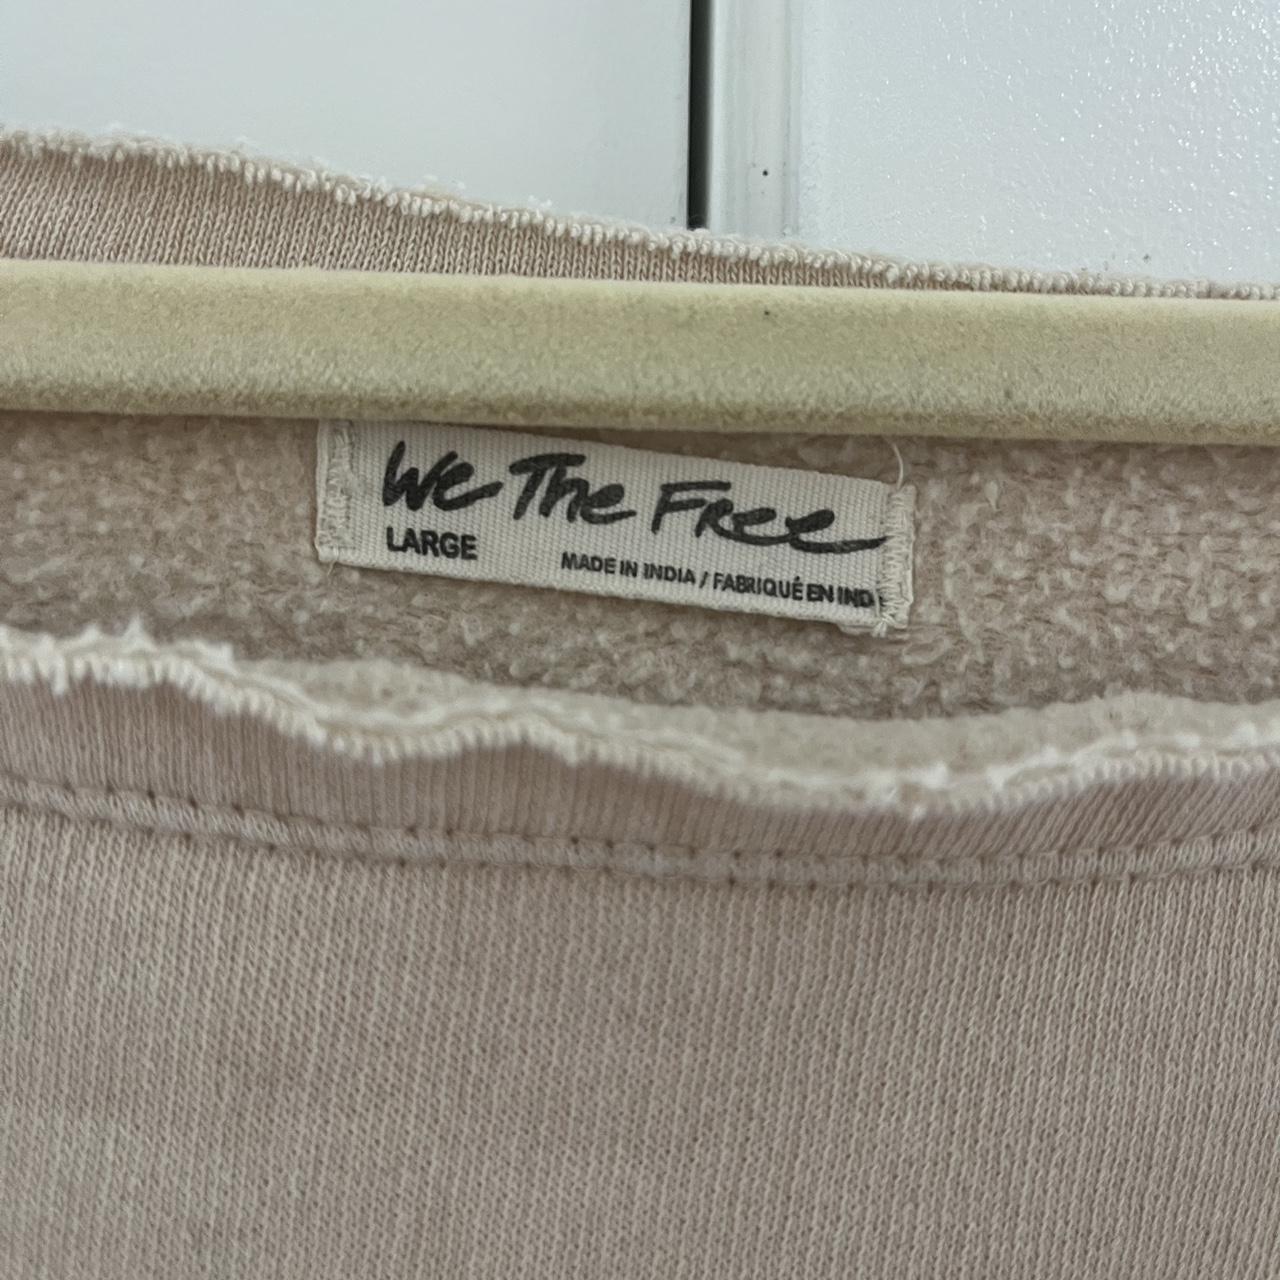 We The Free
LARGE
MADE IN INDIA / FABRIQUÉ EN IND